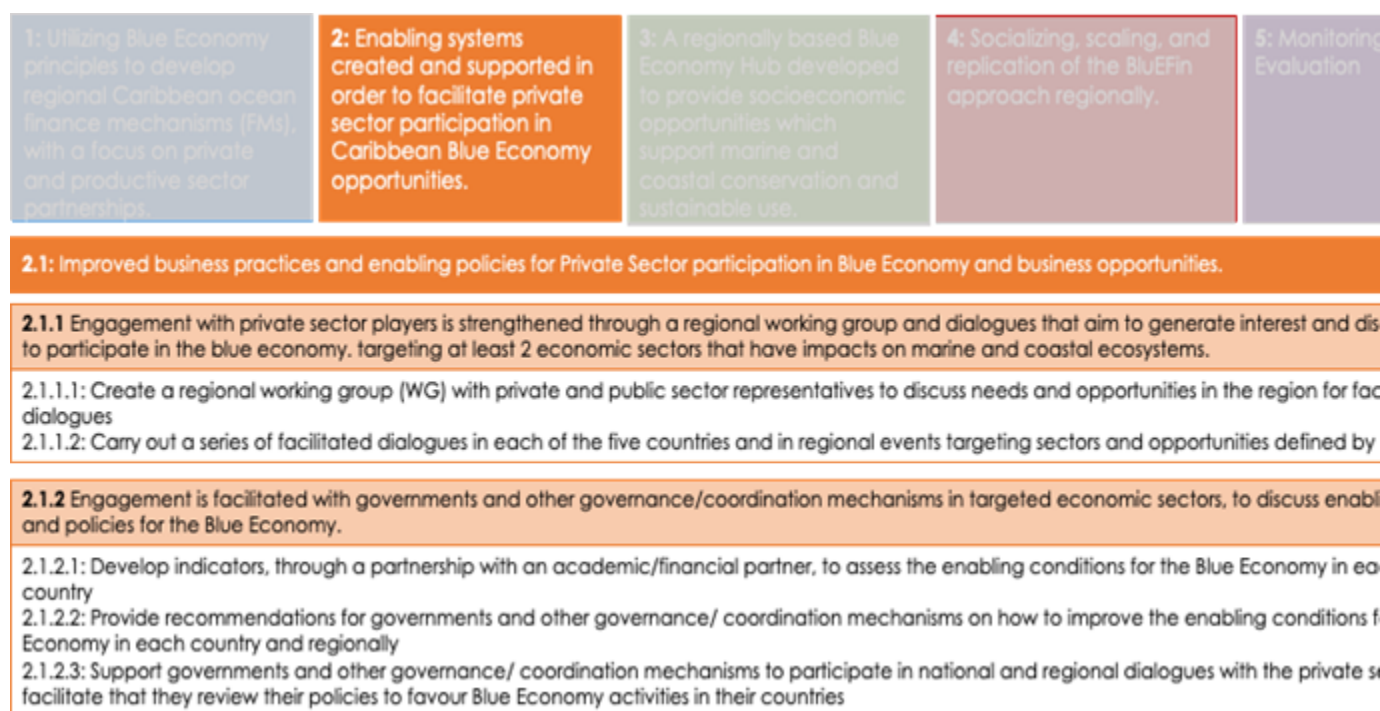 1: Utilizing Blue Economy
principles to develop
regional Caribbean ocean
finance mechanisms (FMs),
with a focus on private
and productive sector
partnerships.
2: Enabling systems
created and supported in
order to facilitate private
sector participation in
Caribbean Blue Economy
opportunities.
3: A regionally based Blue
Economy Hub developed
to provide socioeconomic
opportunities which
support marine and
coastal conservation and
sustainable use.
4: Socializing, scaling, and
replication of the BluEFin
approach regionally.
5: Monitoring
Evaluation
2.1: Improved business practices and enabling policies for Private Sector participation in Blue Economy and business opportunities.
2.1.1 Engagement with private sector players is strengthened through a regional working group and dialogues that aim to generate interest and dis
to participate in the blue economy. targeting at least 2 economic sectors that have impacts on marine and coastal ecosystems.
2.1.1.1: Create a regional working group (WG) with private and public sector representatives to discuss needs and opportunities in the region for fac
dialogues
2.1.1.2: Carry out a series of facilitated dialogues in each of the five countries and in regional events targeting sectors and opportunities defined by
2.1.2 Engagement is facilitated with governments and other governance/coordination mechanisms in targeted economic sectors, to discuss enabli
and policies for the Blue Economy.
2.1.2.1: Develop indicators, through a partnership with an academic/financial partner, to assess the enabling conditions for the Blue Economy in ea
country
2.1.2.2: Provide recommendations for governments and other governance/ coordination mechanisms on how to improve the enabling conditions f
Economy in each country and regionally
2.1.2.3: Support governments and other governance/ coordination mechanisms to participate in national and regional dialogues with the private se
facilitate that they review their policies to favour Blue Economy activities in their countries